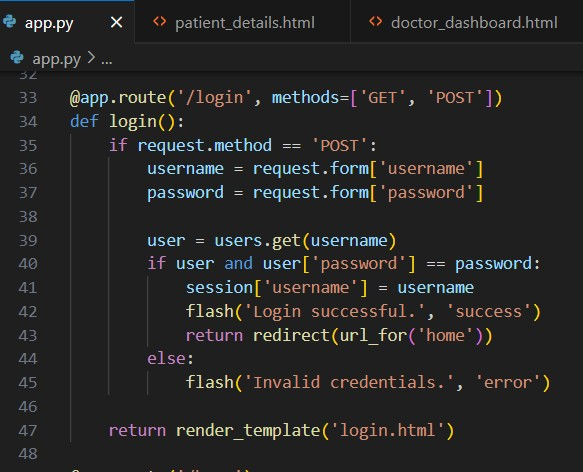 app.py × <> patient_details.html <> doctor_dashboard.html
app.py > ...
32
33 @app.route('/login', methods=['GET', 'POST'])
34 def login():
35     if request.method == 'POST':
36         username = request.form['username']
37         password = request.form['password']
38
39         user = users.get(username)
40         if user and user['password'] == password:
41             session['username'] = username
42             flash('Login successful.', 'success')
43             return redirect(url_for('home'))
44         else:
45             flash('Invalid credentials.', 'error')
46
47     return render_template('login.html')
48